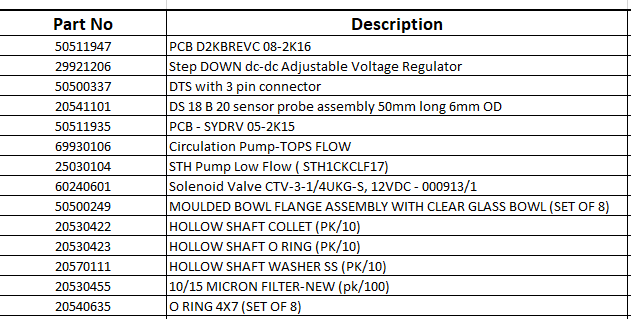 Part No Description
50511947 PCB D2KBREVC 08-2K16
29921206 Step DOWN dc-dc Adjustable Voltage Regulator
50500337 DTS with 3 pin connector
20541101 DS 18 B 20 sensor probe assembly 50mm long 6mm OD
50511935 PCB - SYDRV 05-2K15
69930106 Circulation Pump-TOPS FLOW
25030104 STH Pump Low Flow ( STH1CKCLF17)
60240601 Solenoid Valve CTV-3-1/4UKG-S, 12VDC - 000913/1
50500249 MOULDED BOWL FLANGE ASSEMBLY WITH CLEAR GLASS BOWL (SET OF 8)
20530422 HOLLOW SHAFT COLLET (PK/10)
20530423 HOLLOW SHAFT O RING (PK/10)
20570111 HOLLOW SHAFT WASHER SS (PK/10)
20530455 10/15 MICRON FILTER-NEW (pk/100)
20540635 O RING 4X7 (SET OF 8)